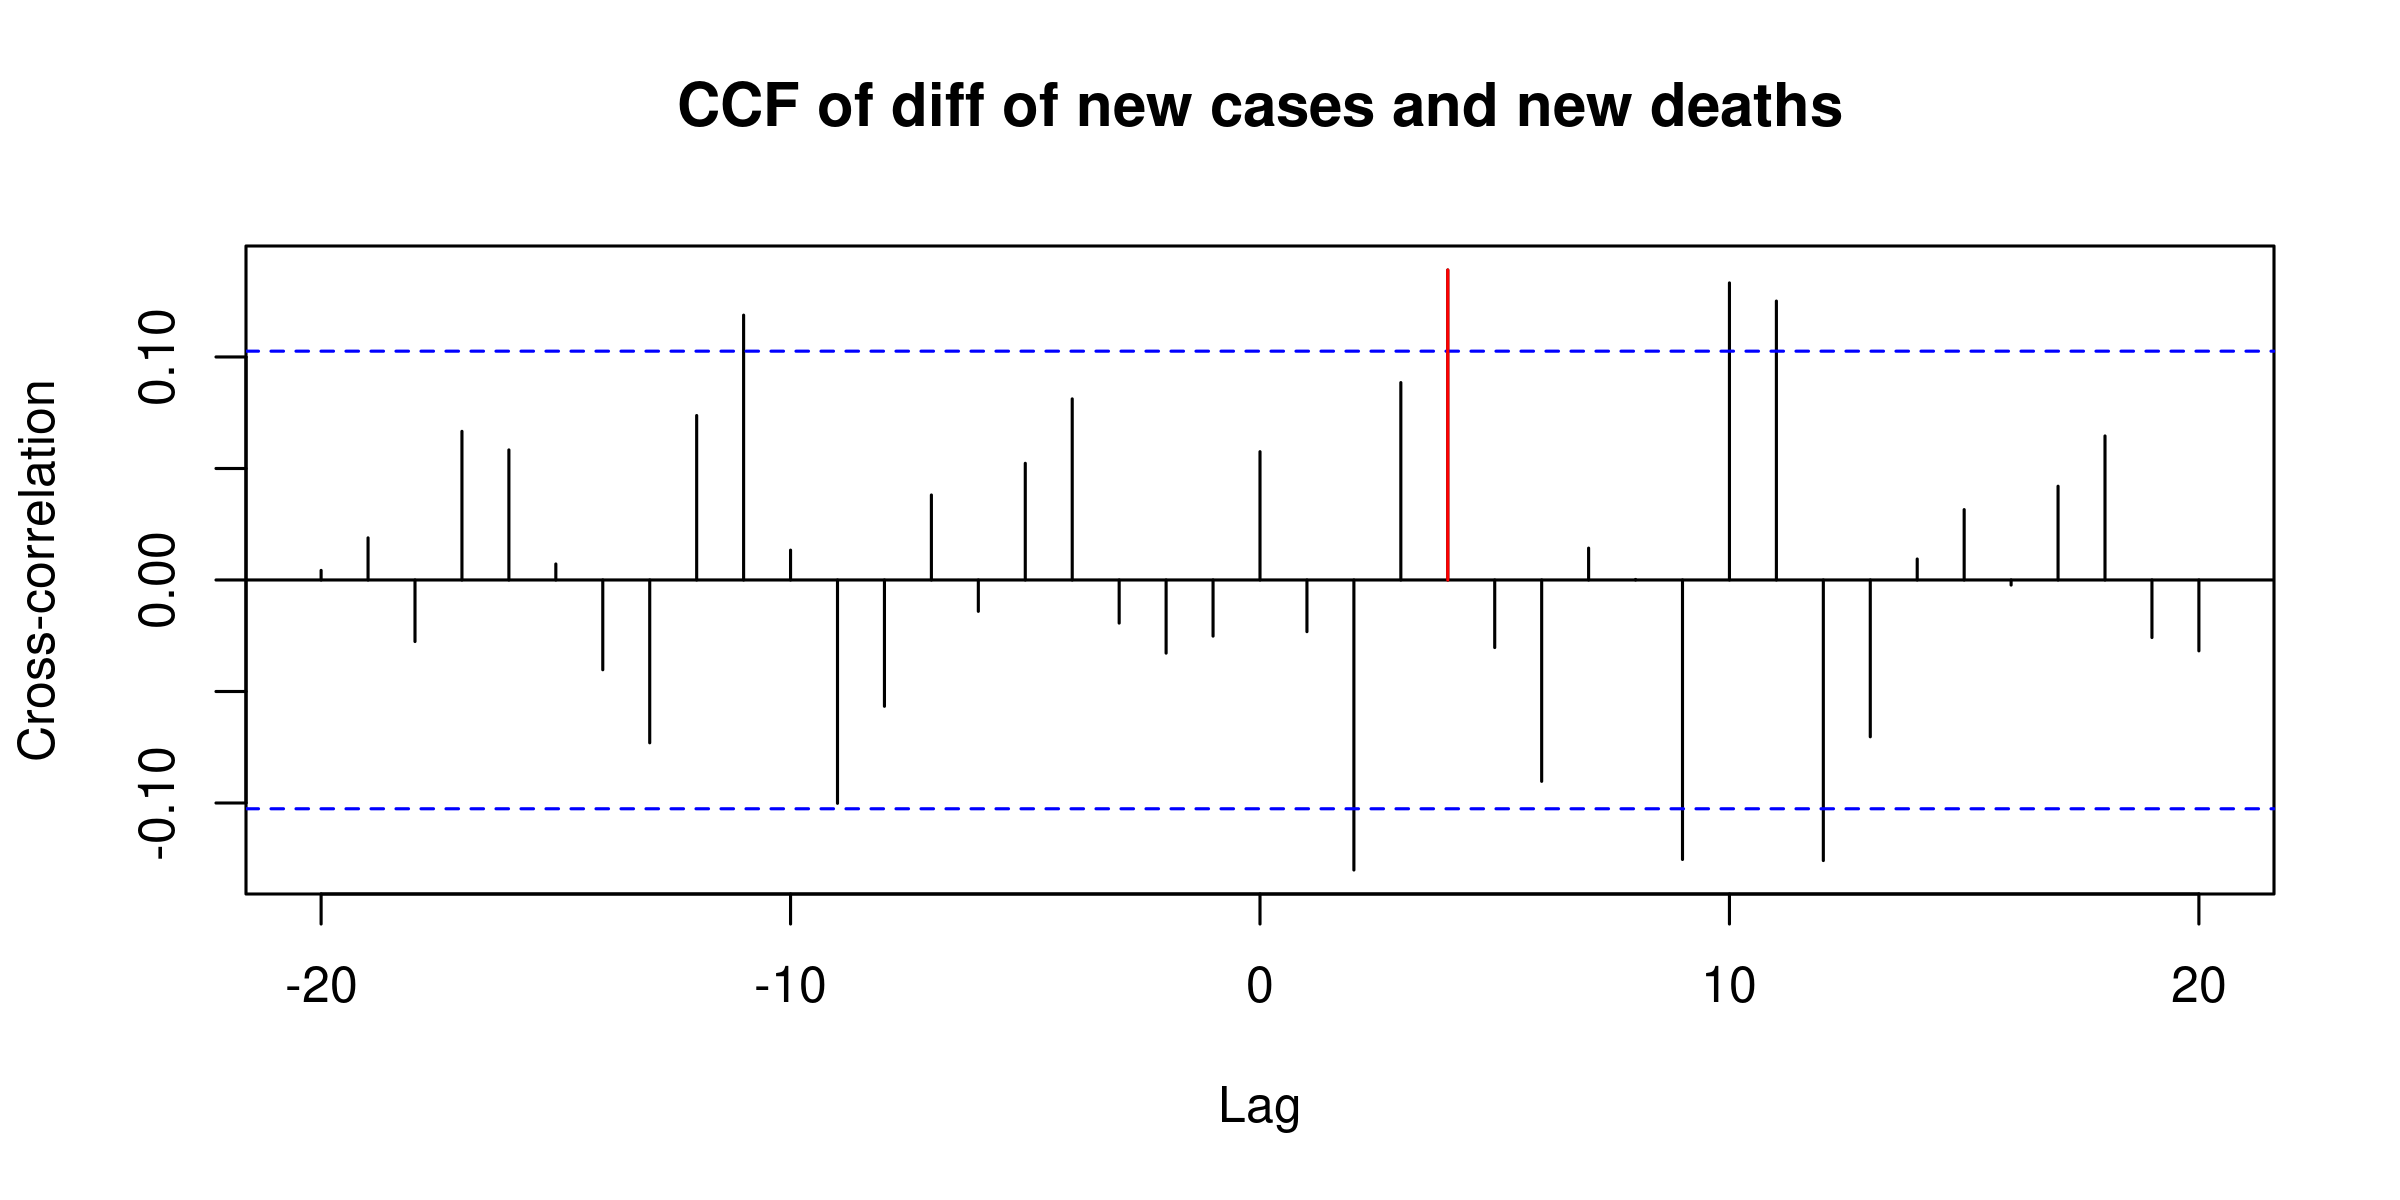 CCF of diff of new cases and new deaths
Cross-correlation
0.10
0.00
-0.10
-20 -10 0 10 20
Lag